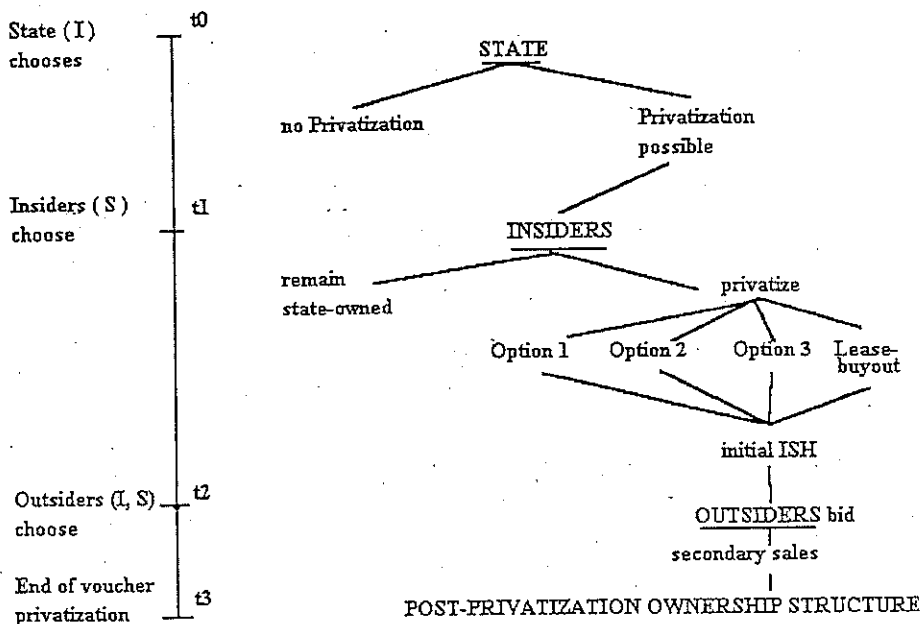 State (I)
chooses
t0
STATE
no Privatization
Privatization
possible
Insiders (S)
choose
t1
INSIDERS
remain
state-owned
privatize
Option 1
Option 2
Option 3
Lease-
buyout
initial ISH
Outsiders (I, S)
choose
t2
OUTSIDERS bid
secondary sales
End of voucher
privatization
t3
POST-PRIVATIZATION OWNERSHIP STRUCTURE